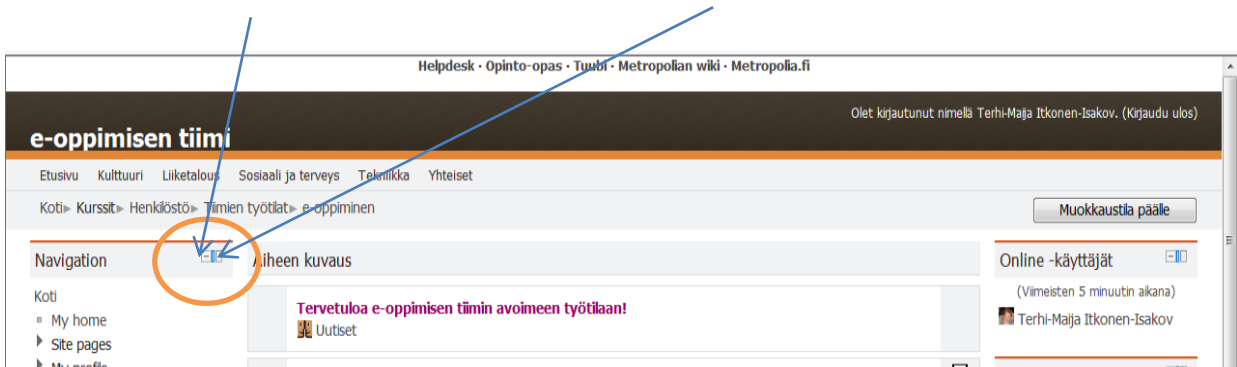 Helpdesk · Opinto-opas · Tuubi · Metropolian wiki · Metropolia.fi
Olet kirjautunut nimellä Terhi-Maija Itkonen-Isakov. (Kirjaudu ulos)
e-oppimisen tiimi
Etusivu Kulttuuri Liiketalous Sosiaali ja terveys Tekniikka Yhteiset
Koti► Kurssit► Henkilöstö► Tiimien työtilat► e-oppiminen
Muokkaustila päälle
Navigation
Koti
My home
Site pages
My profile
Aiheen kuvaus
Tervetuloa e-oppimisen tiimin avoimeen työtilaan!
Uutiset
Online -käyttäjät
(Viimeisten 5 minuutin aikana)
Terhi-Maija Itkonen-Isakov